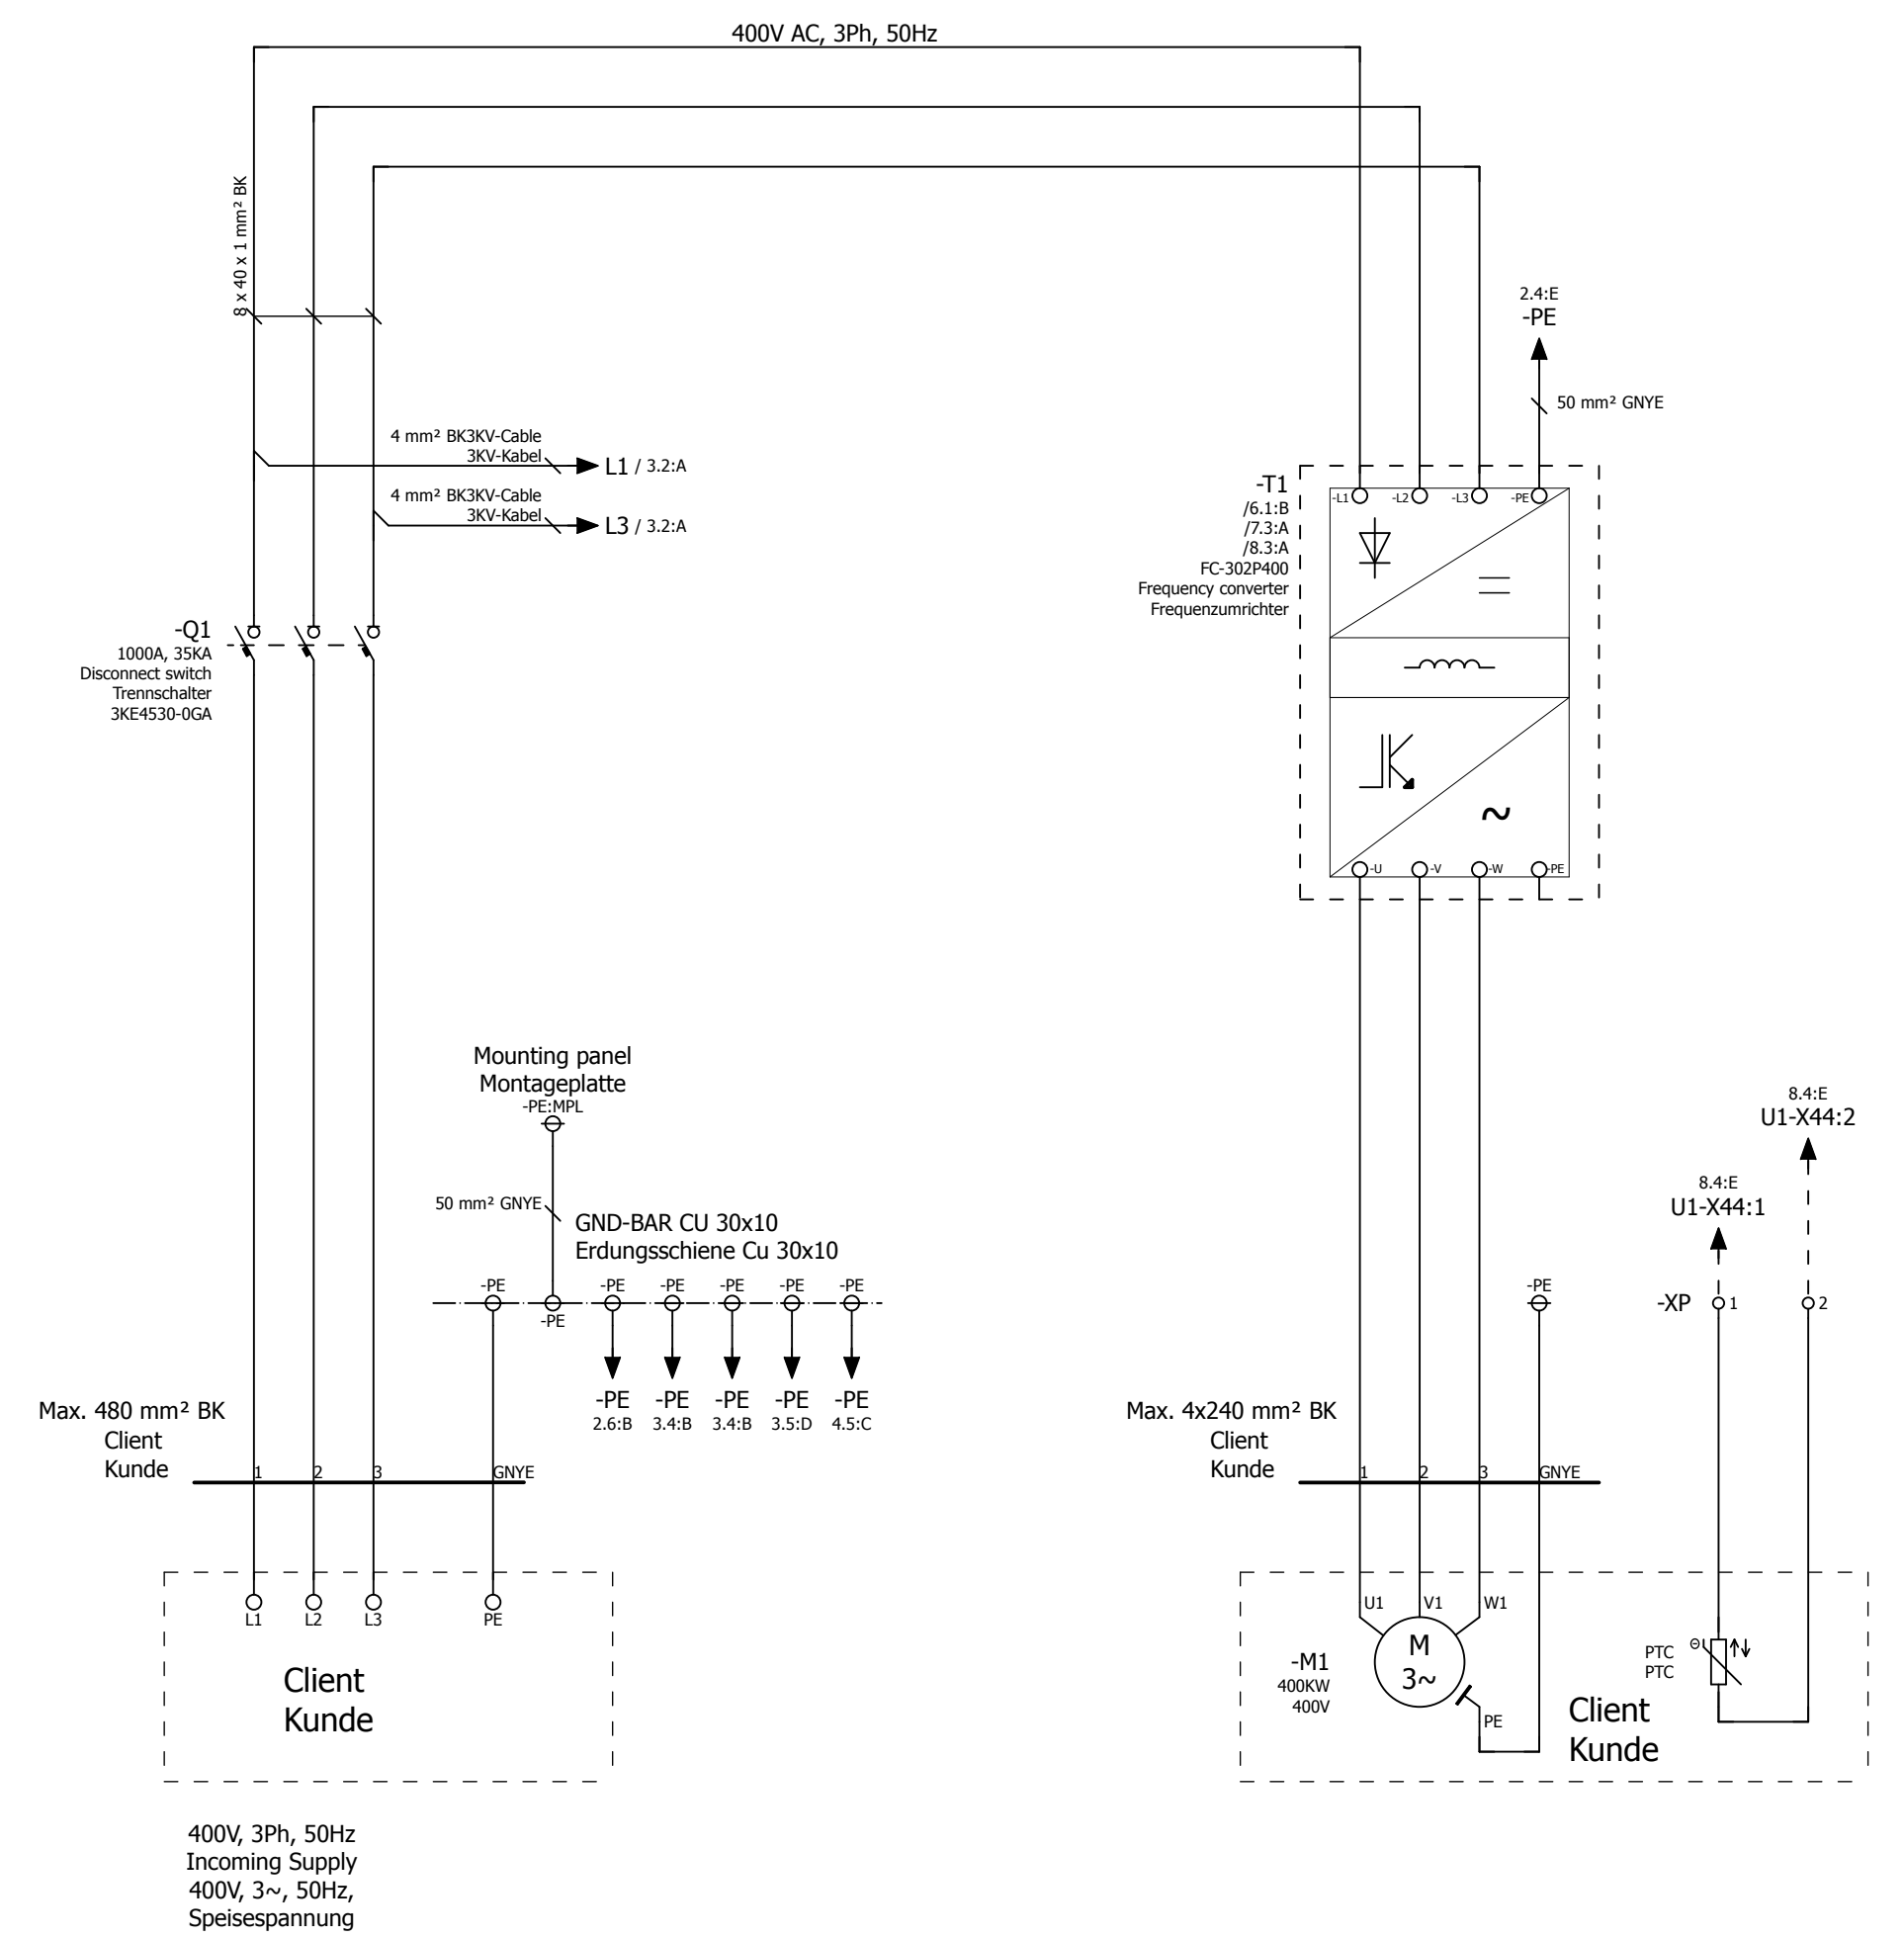 400V AC, 3Ph, 50Hz
8 x 40 x 1 mm² BK
4 mm² BK3KV-Cable
3KV-Kabel
L1 / 3.2:A
4 mm² BK3KV-Cable
3KV-Kabel
L3 / 3.2:A
-Q1
1000A, 35KA
Disconnect switch
Trennschalter
3KE4530-0GA
2.4:E
-PE
50 mm² GNYE
-T1
/6.1:B
/7.3:A
/8.3:A
FC-302P400
Frequency converter
Frequenzumrichter
-L1 -L2 -L3 -PE
~
-U -V -W -PE
Mounting panel
Montageplatte
-PE:MPL
50 mm² GNYE
GND-BAR CU 30x10
Erdungsschiene Cu 30x10
-PE -PE -PE -PE -PE -PE
-PE
-PE -PE -PE -PE -PE
2.6:B 3.4:B 3.4:B 3.5:D 4.5:C
Max. 480 mm² BK
Client
Kunde
1 2 3 GNYE
L1 L2 L3 PE
Client
Kunde
400V, 3Ph, 50Hz
Incoming Supply
400V, 3~, 50Hz,
Speisespannung
8.4:E
U1-X44:2
8.4:E
U1-X44:1
-PE
-XP 1 2
Max. 4x240 mm² BK
Client
Kunde
1 2 3 GNYE
U1 V1 W1
M
3~
-M1
400KW
400V
PE
PTC
PTC
Θ
Client
Kunde